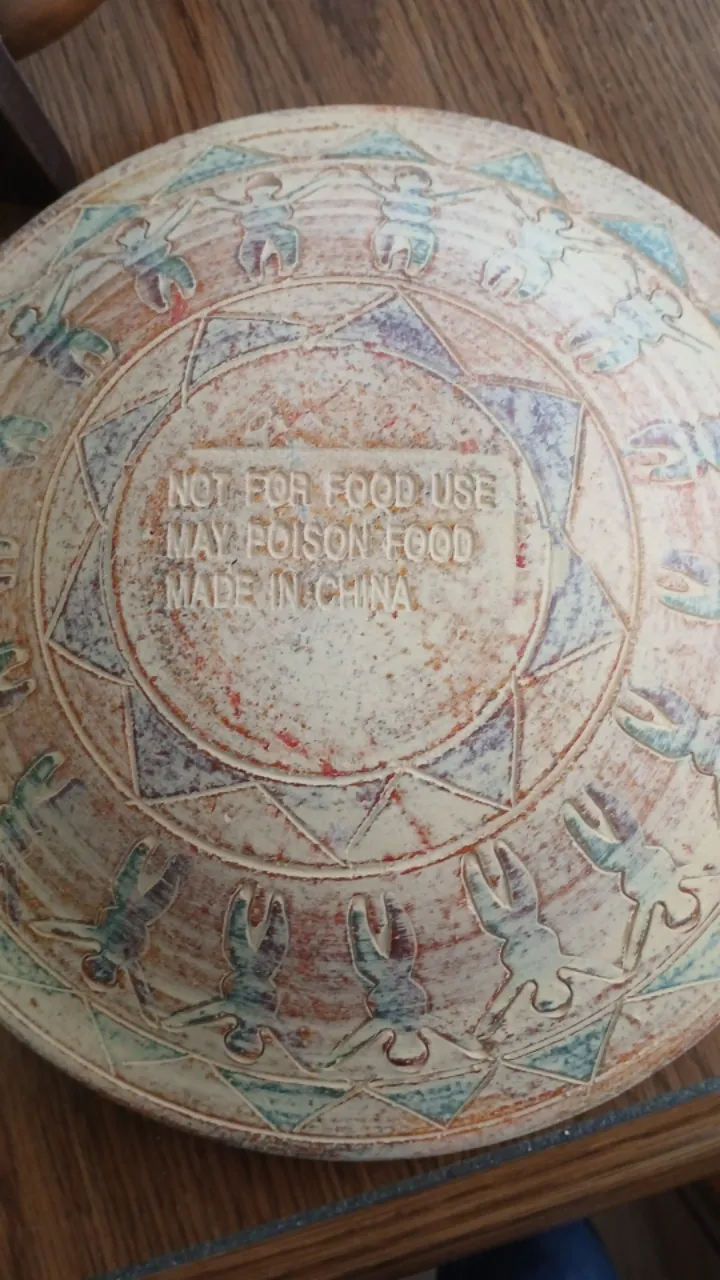 NOT FOR FOOD USE
MAY POISON FOOD
MADE IN CHINA